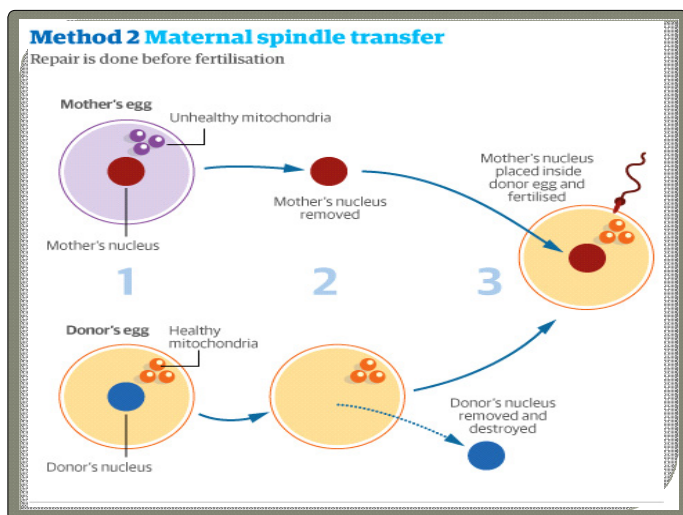 Method 2 Maternal spindle transfer
Repair is done before fertilisation
Mother's egg
Unhealthy mitochondria
Mother's nucleus
Mother's nucleus
removed
Mother's nucleus
placed inside
donor egg and
fertilised
1
2
3
Donor's egg
Healthy
mitochondria
Donor's nucleus
Donor's nucleus
removed and
destroyed